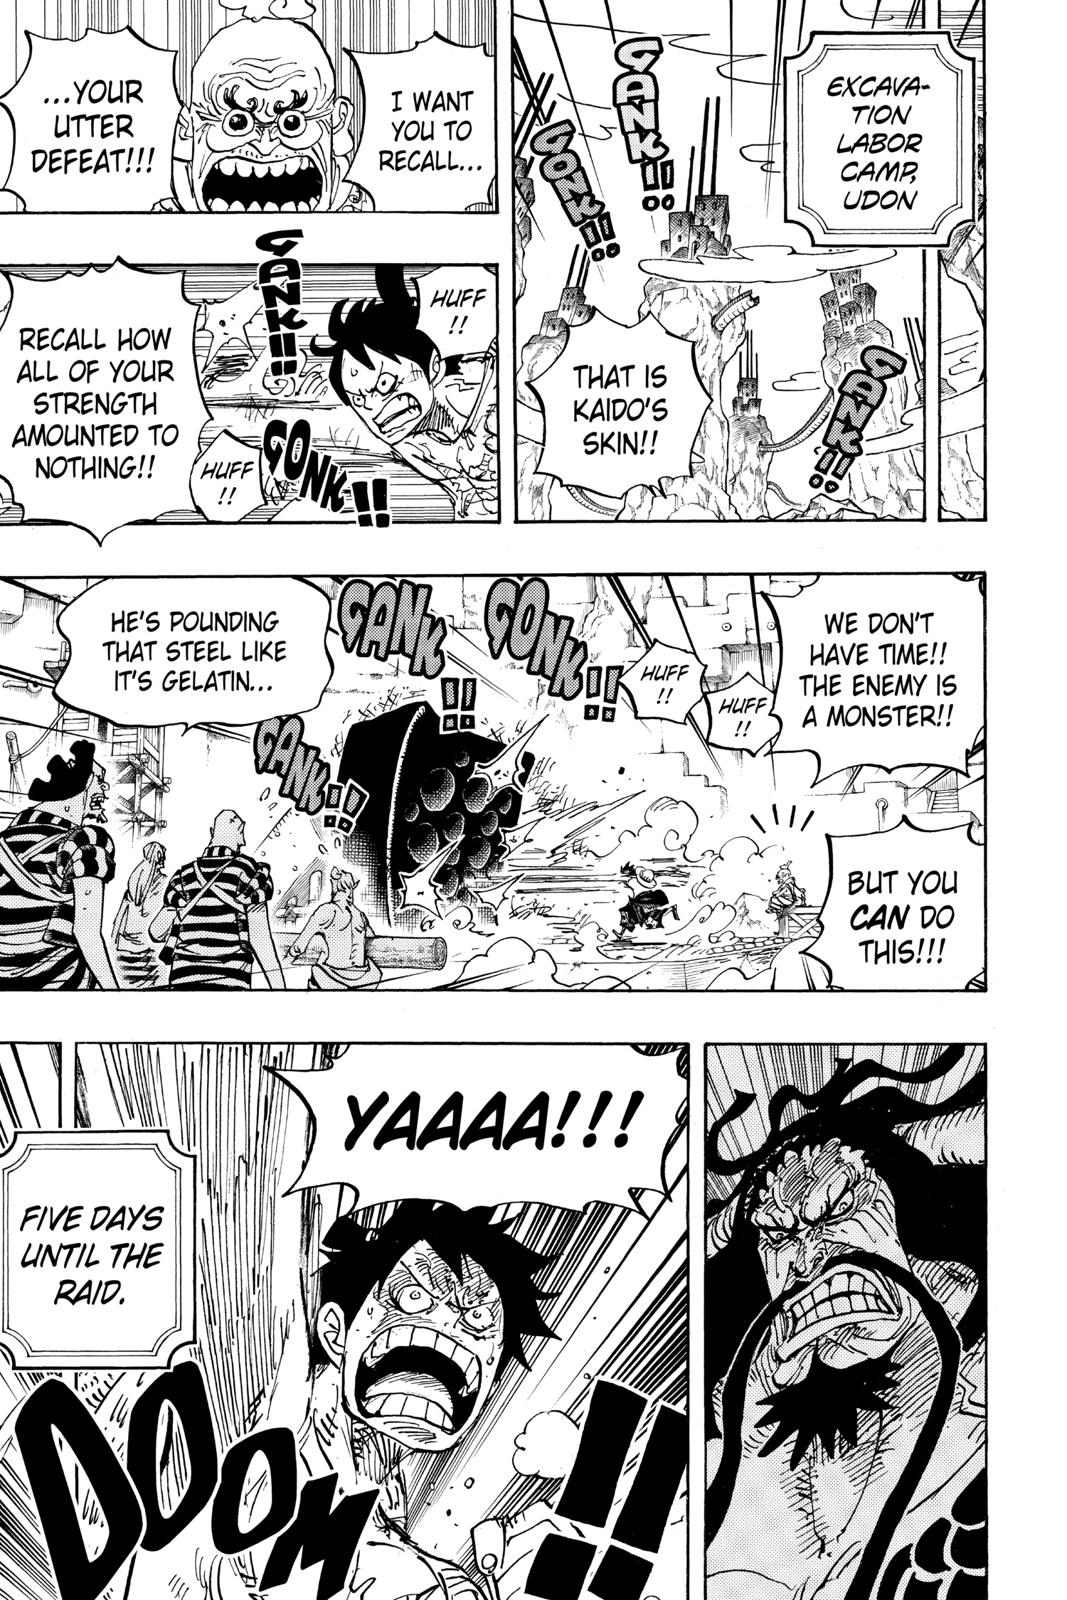 EXCAVA-
TION
LABOR
CAMP,
UDON
GANK!!
GONK!!
THAT IS
KAIDO'S
SKIN!!
GANK!!
I WANT
YOU TO
RECALL...
...YOUR
UTTER
DEFEAT!!!
HUFF
!!
GANK!!
RECALL HOW
ALL OF YOUR
STRENGTH
AMOUNTED TO
NOTHING!!
HUFF
!!
GONK!!
WE DON'T
HAVE TIME!!
THE ENEMY IS
A MONSTER!!
HUFF
!!
HUFF
!!
GONK!!
GANK!!
HE'S POUNDING
THAT STEEL LIKE
IT'S GELATIN...
GANK!!
BUT YOU
CAN DO
THIS!!!
YAAAA!!!
FIVE DAYS
UNTIL THE
RAID.
DOOM!!